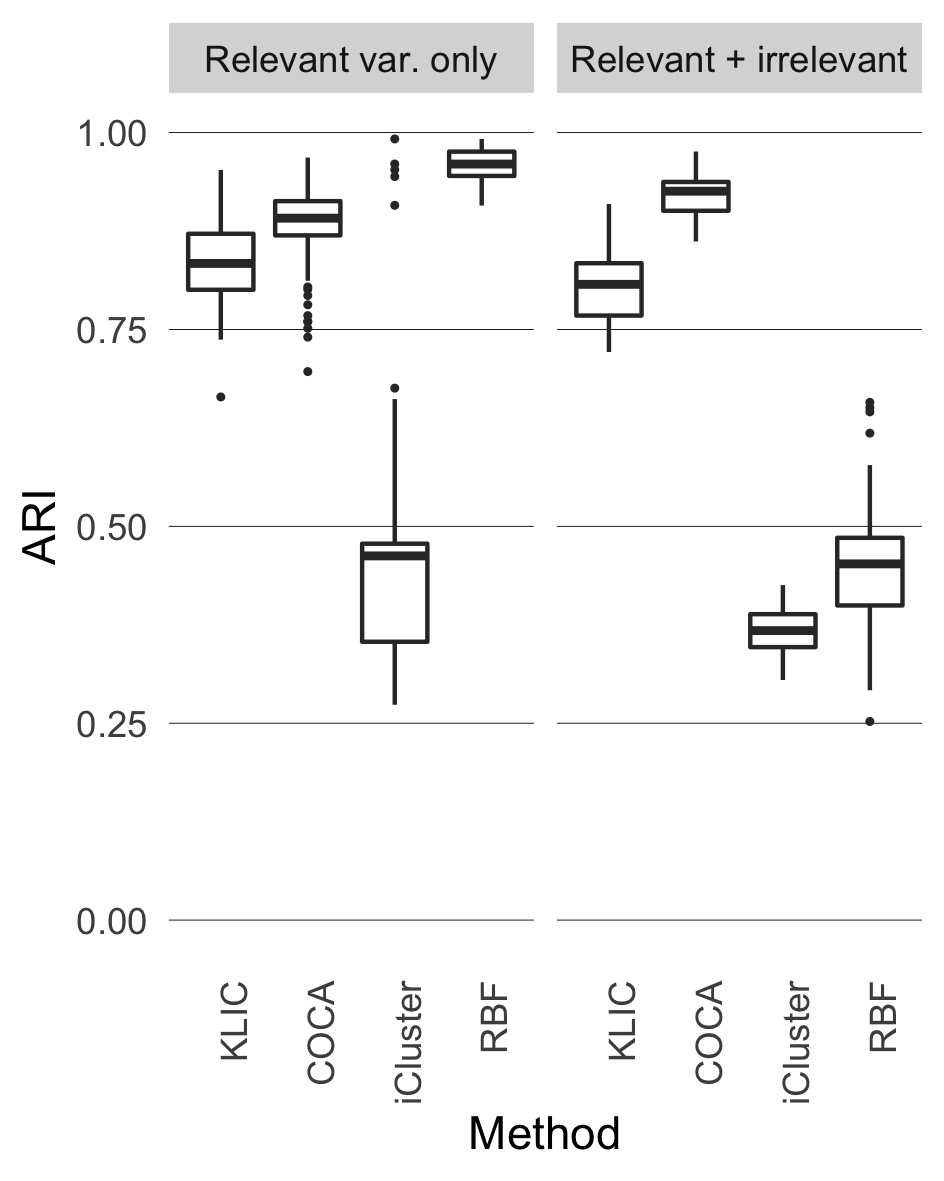 Relevant var. only
Relevant + irrelevant
1.00
0.75
0.50
0.25
0.00
ARI
KLIC
COCA
iCluster
RBF
KLIC
COCA
iCluster
RBF
Method